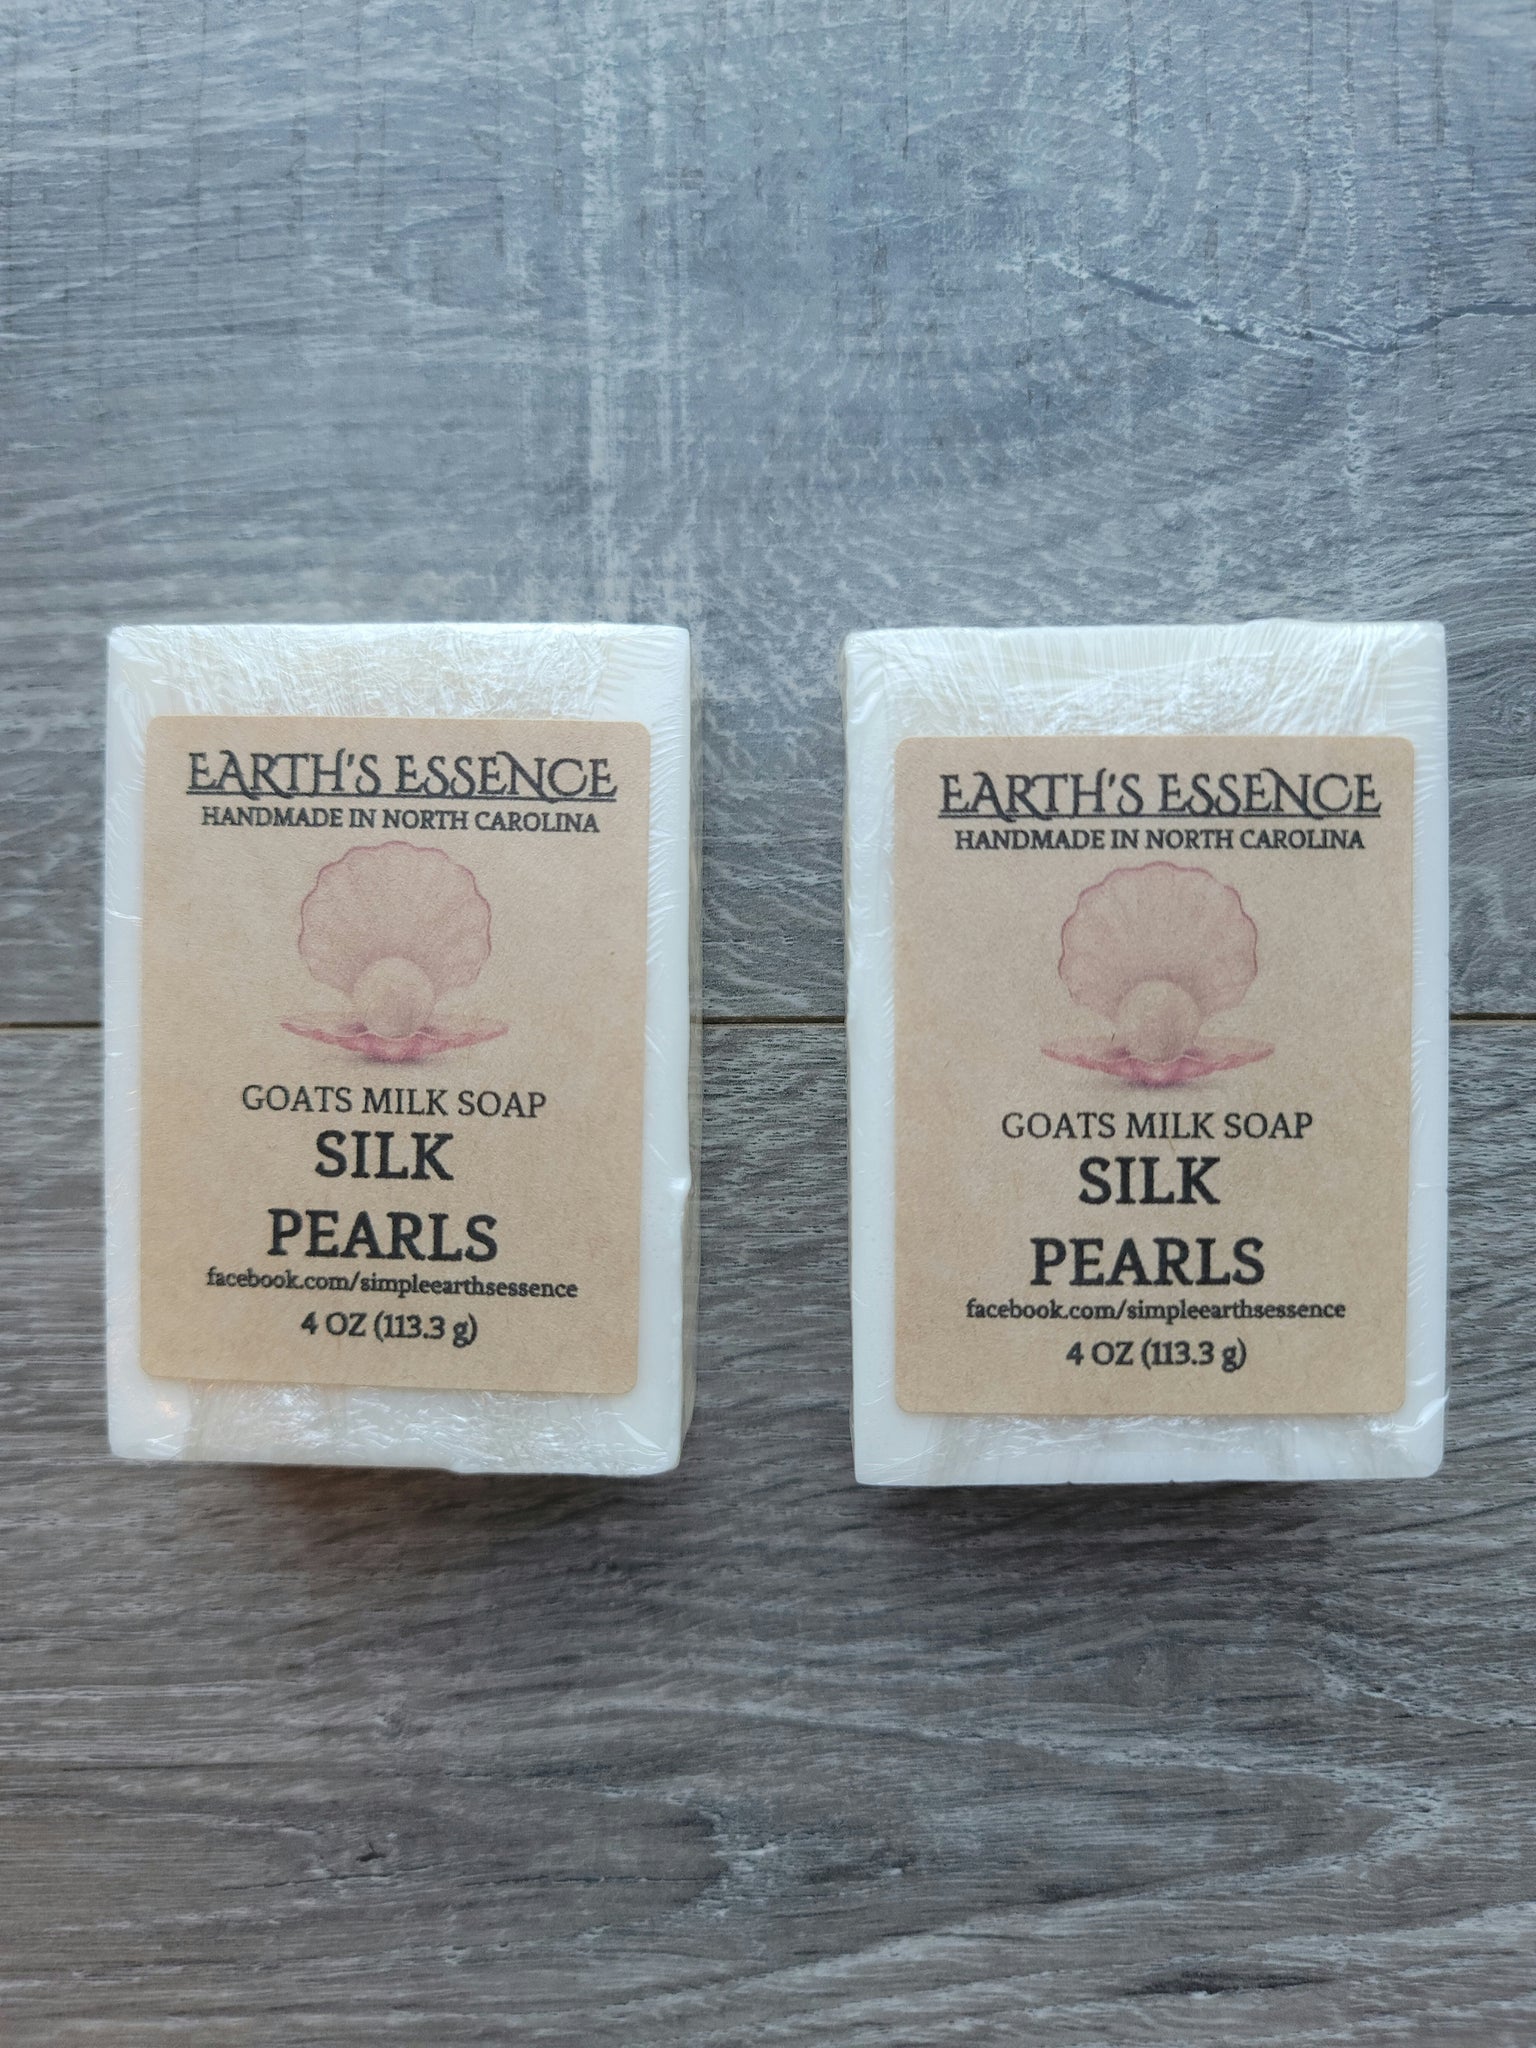 EARTH'S ESSENCE
HANDMADE IN NORTH CAROLINA
GOATS MILK SOAP
SILK
PEARLS
facebook.com/simpleearthsessence
4 OZ (113.3 g)
EARTH'S ESSENCE
HANDMADE IN NORTH CAROLINA
GOATS MILK SOAP
SILK
PEARLS
facebook.com/simpleearthsessence
4 OZ (113.3 g)